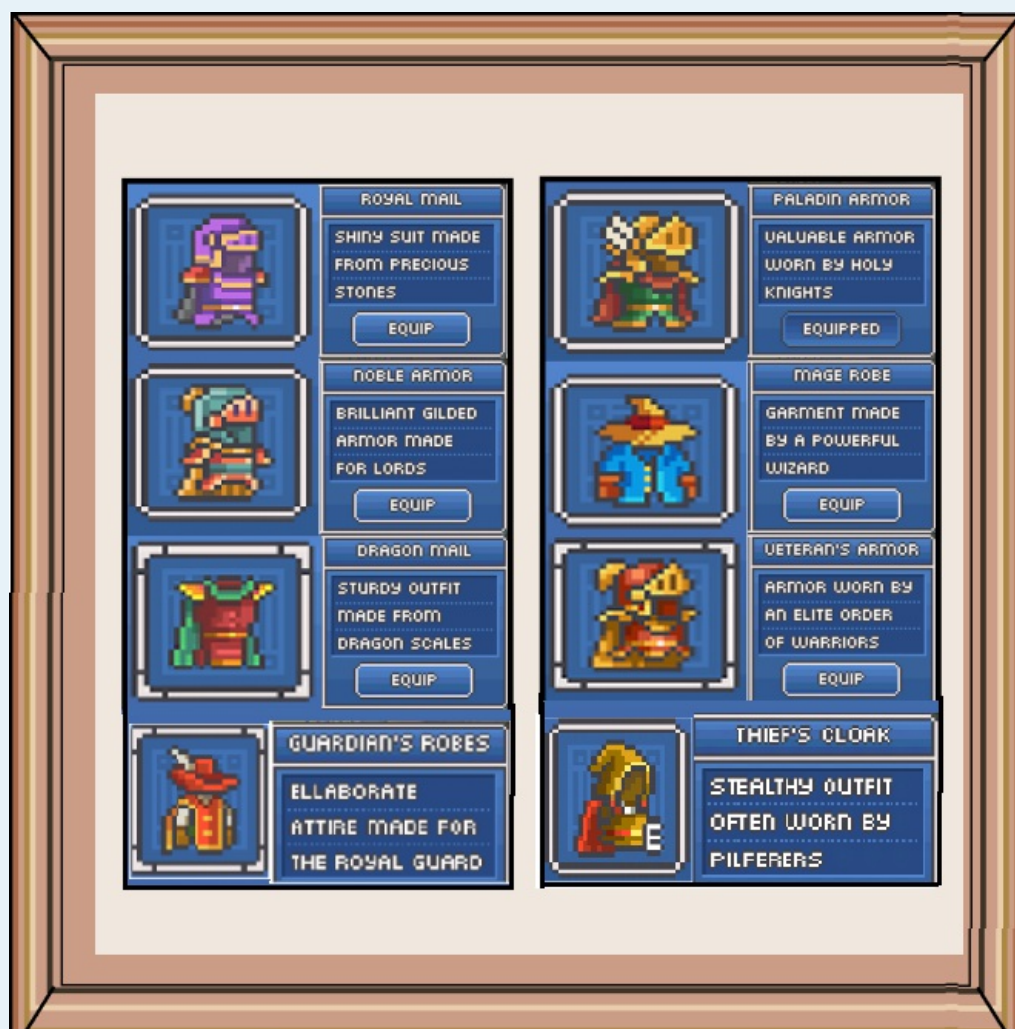 ROYAL MAIL
SHINY SUIT MADE
FROM PRECIOUS
STONES
EQUIP
NOBLE ARMOR
BRILLIANT GILDED
ARMOR MADE
FOR LORDS
EQUIP
DRAGON MAIL
STURDY OUTFIT
MADE FROM
DRAGON SCALES
EQUIP
GUARDIAN'S ROBES
ELLABORATE
ATTIRE MADE FOR
THE ROYAL GUARD
PALADIN ARMOR
VALUABLE ARMOR
WORN BY HOLY
KNIGHTS
EQUIPPED
MAGE ROBE
GARMENT MADE
BY A POWERFUL
WIZARD
EQUIP
VETERAN'S ARMOR
ARMOR WORN BY
AN ELITE ORDER
OF WARRIORS
EQUIP
THIEF'S CLOAK
STEALTHY OUTFIT
OFTEN WORN BY
PILFERERS
E